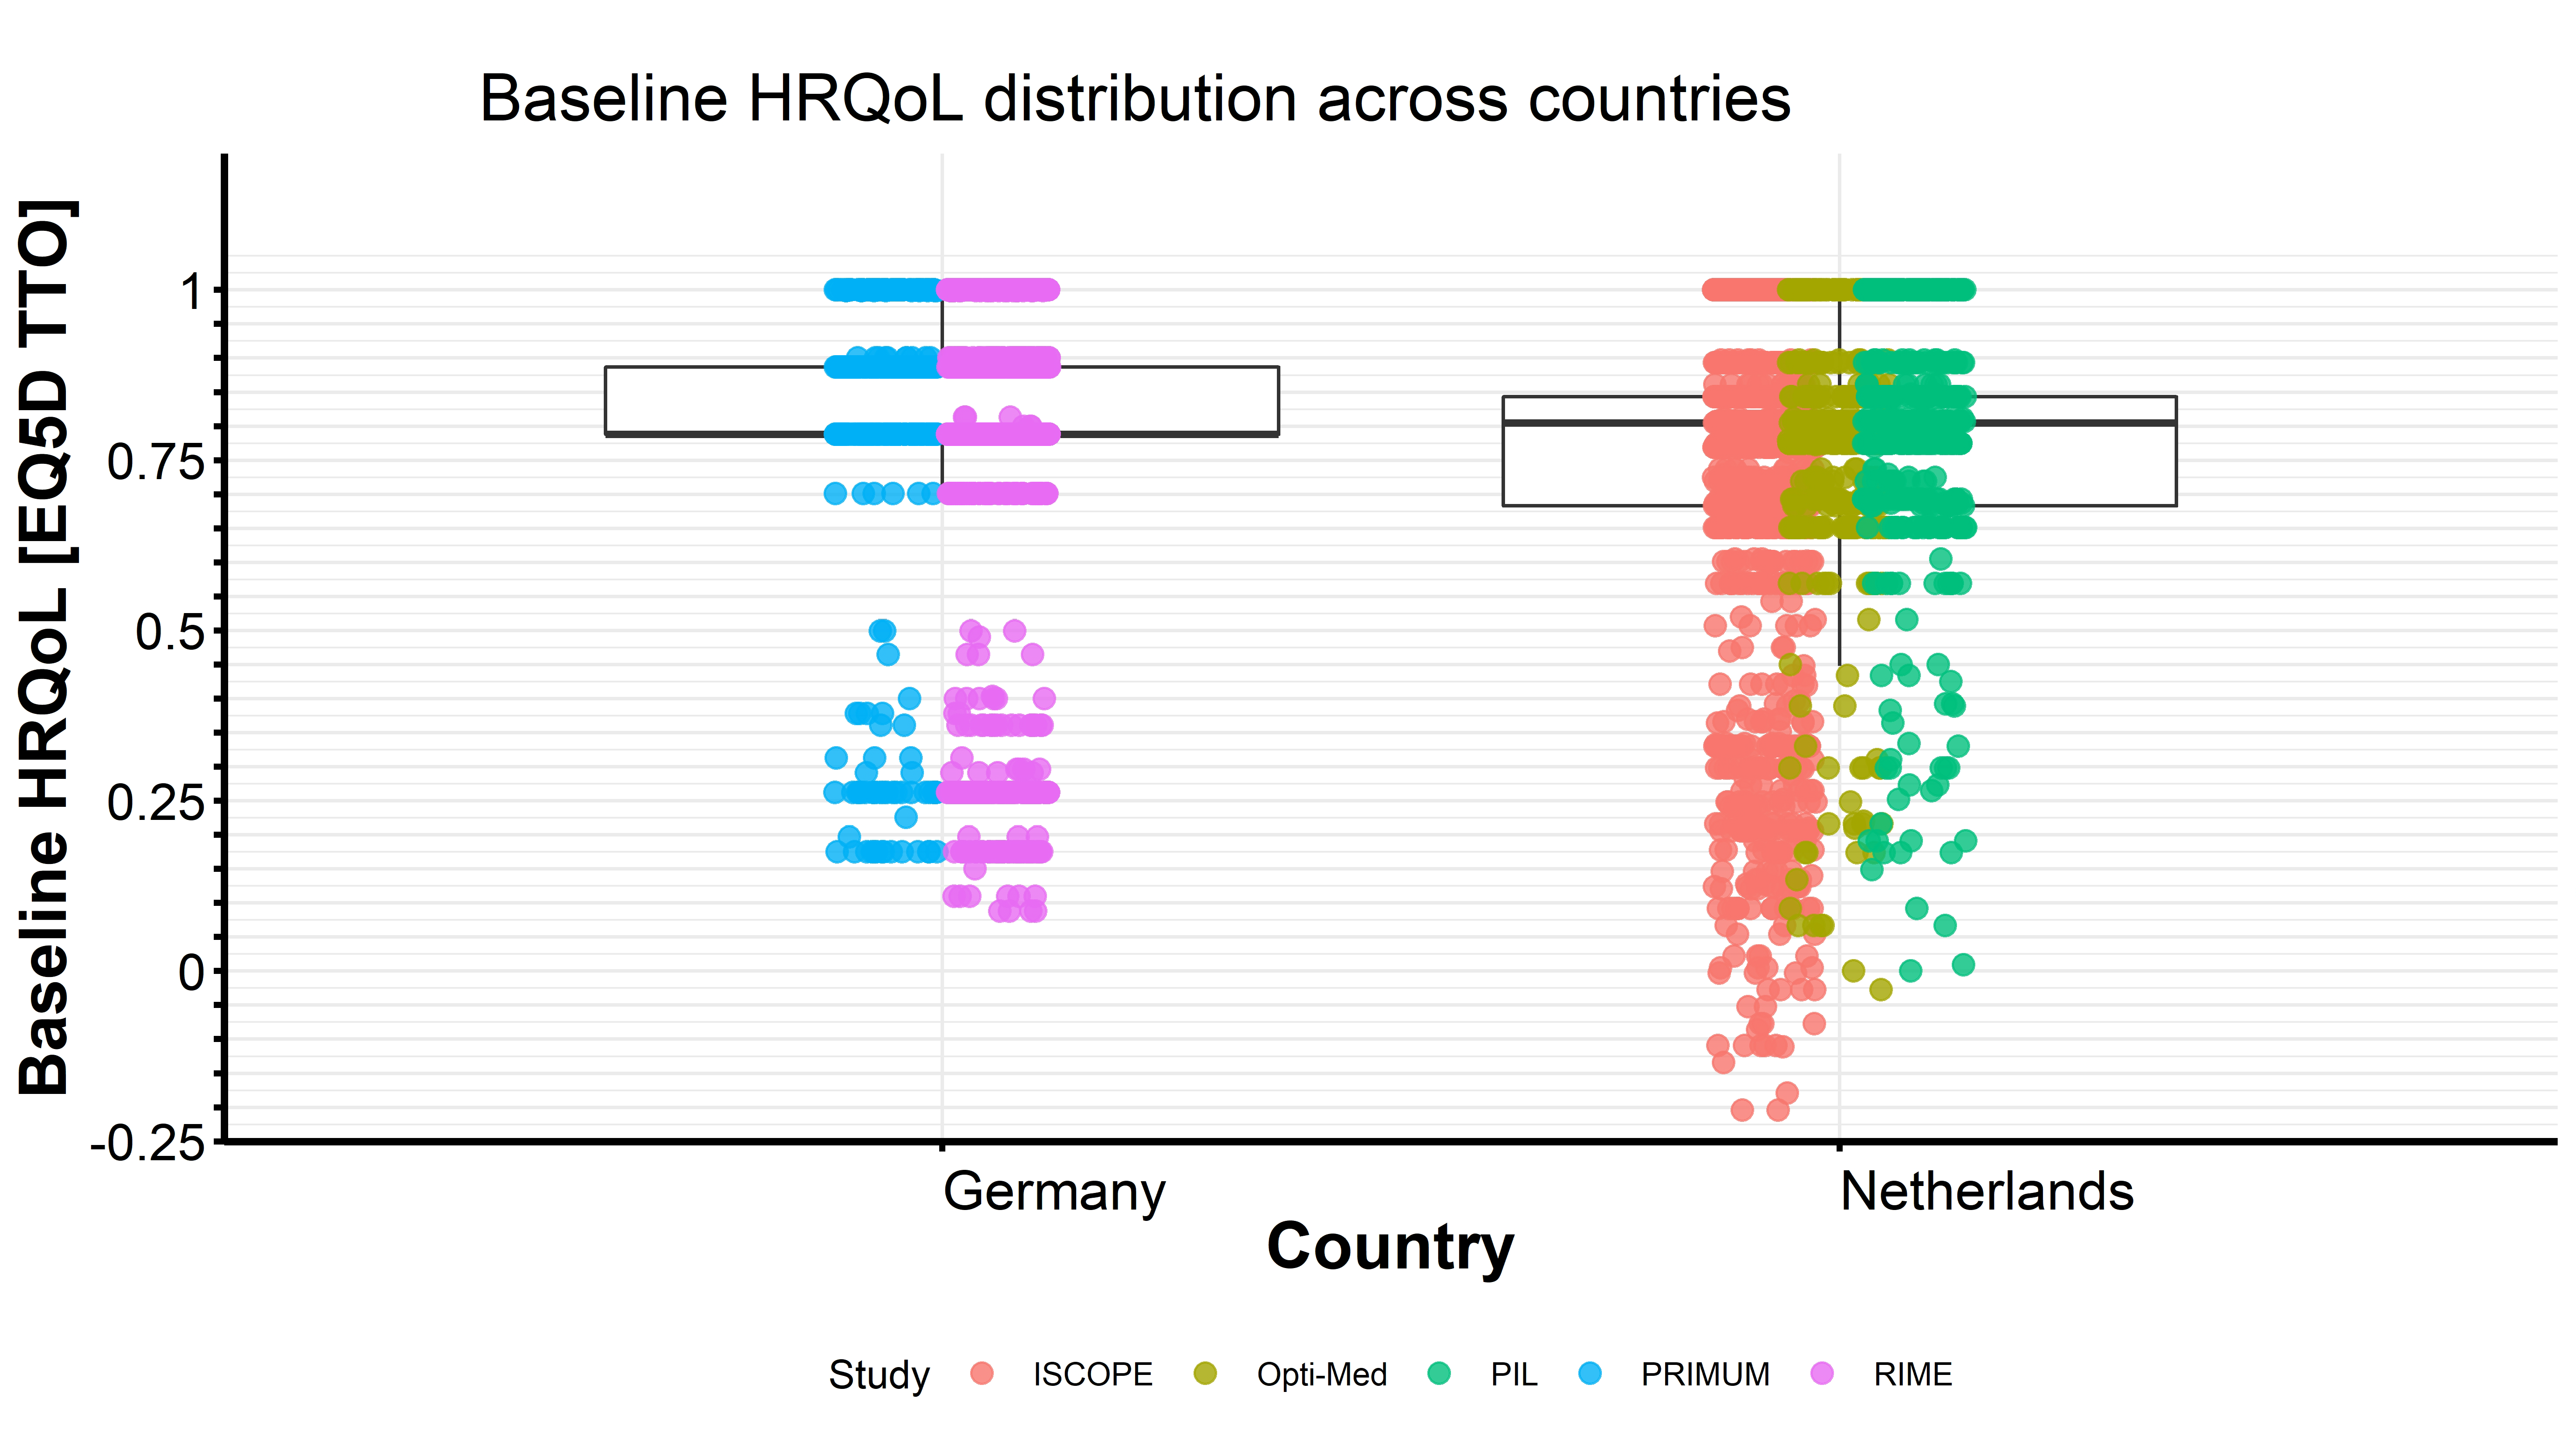 Baseline HRQoL distribution across countries
Baseline HRQoL [EQ5D TTO]
1
0.75
0.5
0.25
0
-0.25
Germany Netherlands
Country
Study ISCOPE Opti-Med PIL PRIMUM RIME